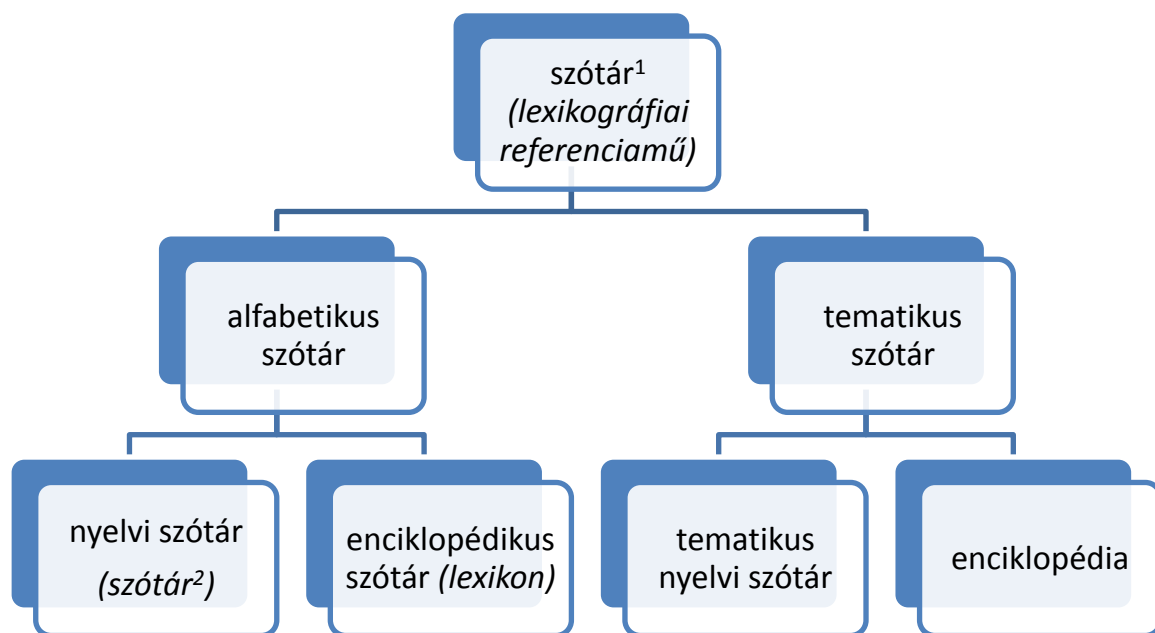 szótár¹
(lexikográfiai
referenciamű)
alfabetikus
szótár
tematikus
szótár
nyelvi szótár
(szótár²)
enciklopédikus
szótár (lexikon)
tematikus
nyelvi szótár
enciklopédia